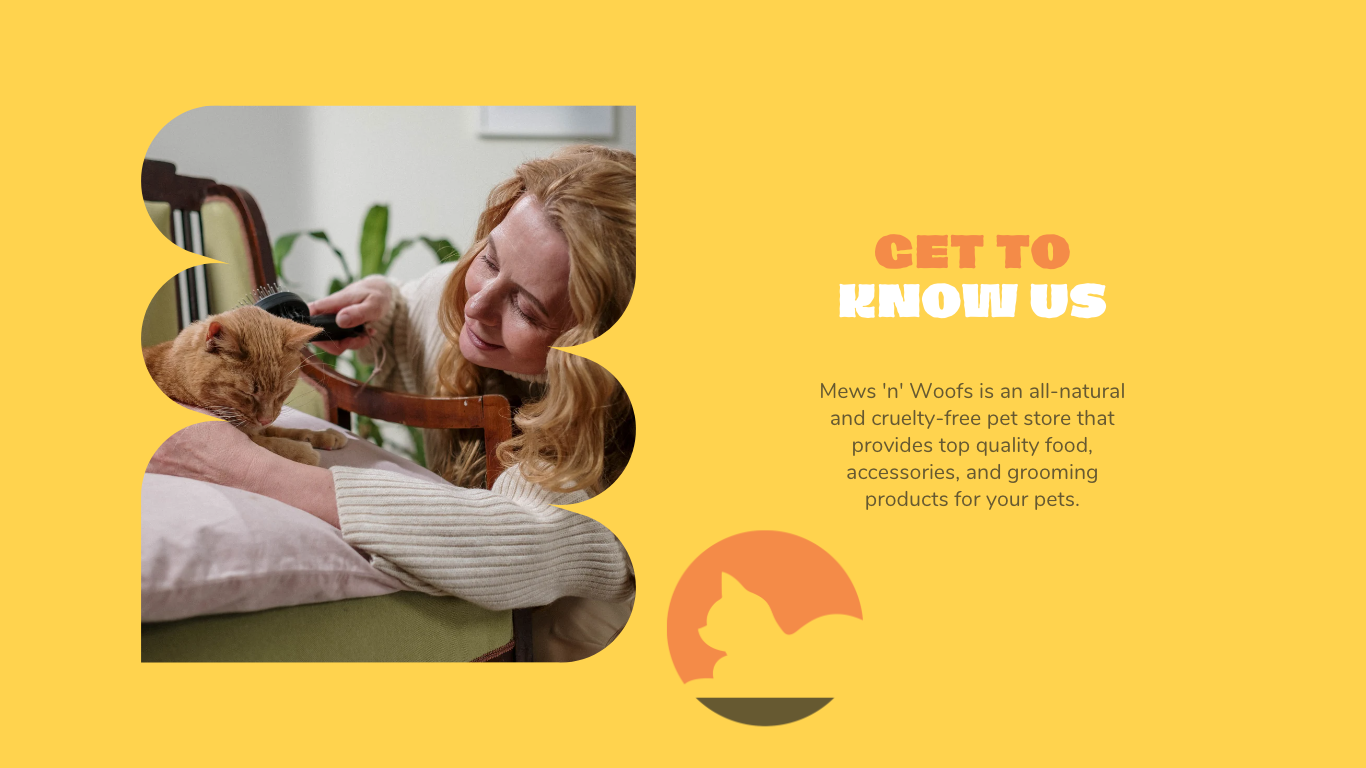 GET TO
KNOW US
Mews 'n' Woofs is an all-natural
and cruelty-free pet store that
provides top quality food,
accessories, and grooming
products for your pets.